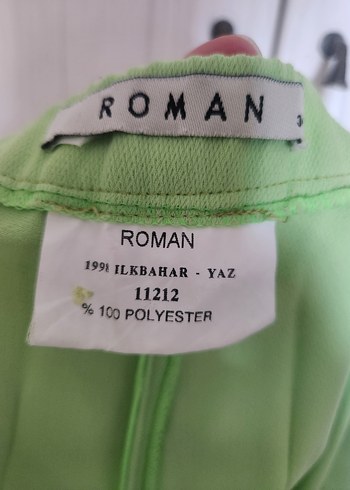 ROMAN
ROMAN
1991 ILKBAHAR - YAZ
11212
% 100 POLYESTER